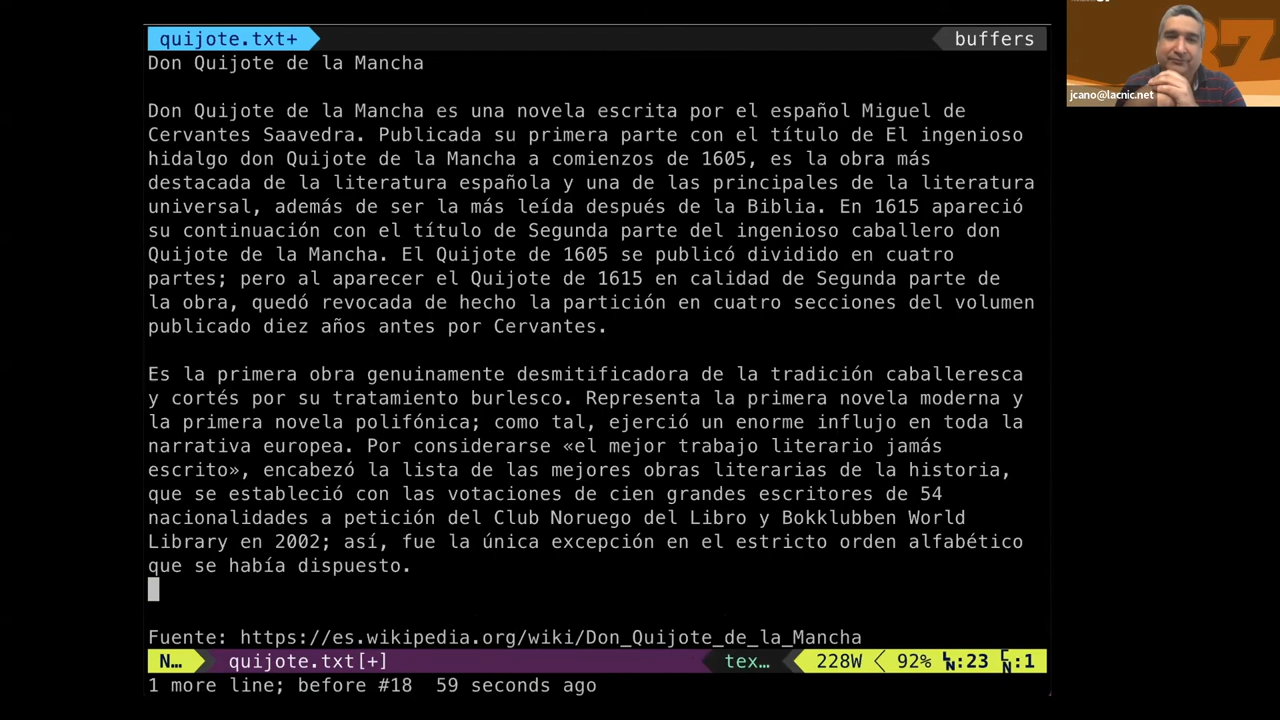 quijote.txt+
buffers
Don Quijote de la Mancha
Don Quijote de la Mancha es una novela escrita por el español Miguel de
Cervantes Saavedra. Publicada su primera parte con el título de El ingenioso
hidalgo don Quijote de la Mancha a comienzos de 1605, es la obra más
destacada de la literatura española y una de las principales de la literatura
universal, además de ser la más leída después de la Biblia. En 1615 apareció
su continuación con el título de Segunda parte del ingenioso caballero don
Quijote de la Mancha. El Quijote de 1605 se publicó dividido en cuatro
partes; pero al aparecer el Quijote de 1615 en calidad de Segunda parte de
la obra, quedó revocada de hecho la partición en cuatro secciones del volumen
publicado diez años antes por Cervantes.
Es la primera obra genuinamente desmitificadora de la tradición caballeresca
y cortés por su tratamiento burlesco. Representa la primera novela moderna y
la primera novela polifónica; como tal, ejerció un enorme influjo en toda la
narrativa europea. Por considerarse «el mejor trabajo literario jamás
escrito», encabezó la lista de las mejores obras literarias de la historia,
que se estableció con las votaciones de cien grandes escritores de 54
nacionalidades a petición del Club Noruego del Libro y Bokklubben World
Library en 2002; así, fue la única excepción en el estricto orden alfabético
que se había dispuesto.
Fuente: https://es.wikipedia.org/wiki/Don_Quijote_de_la_Mancha
N… quijote.txt[+] tex… 228W 92% LN:23 CN:1
1 more line; before #18 59 seconds ago
jcano@lacnic.net